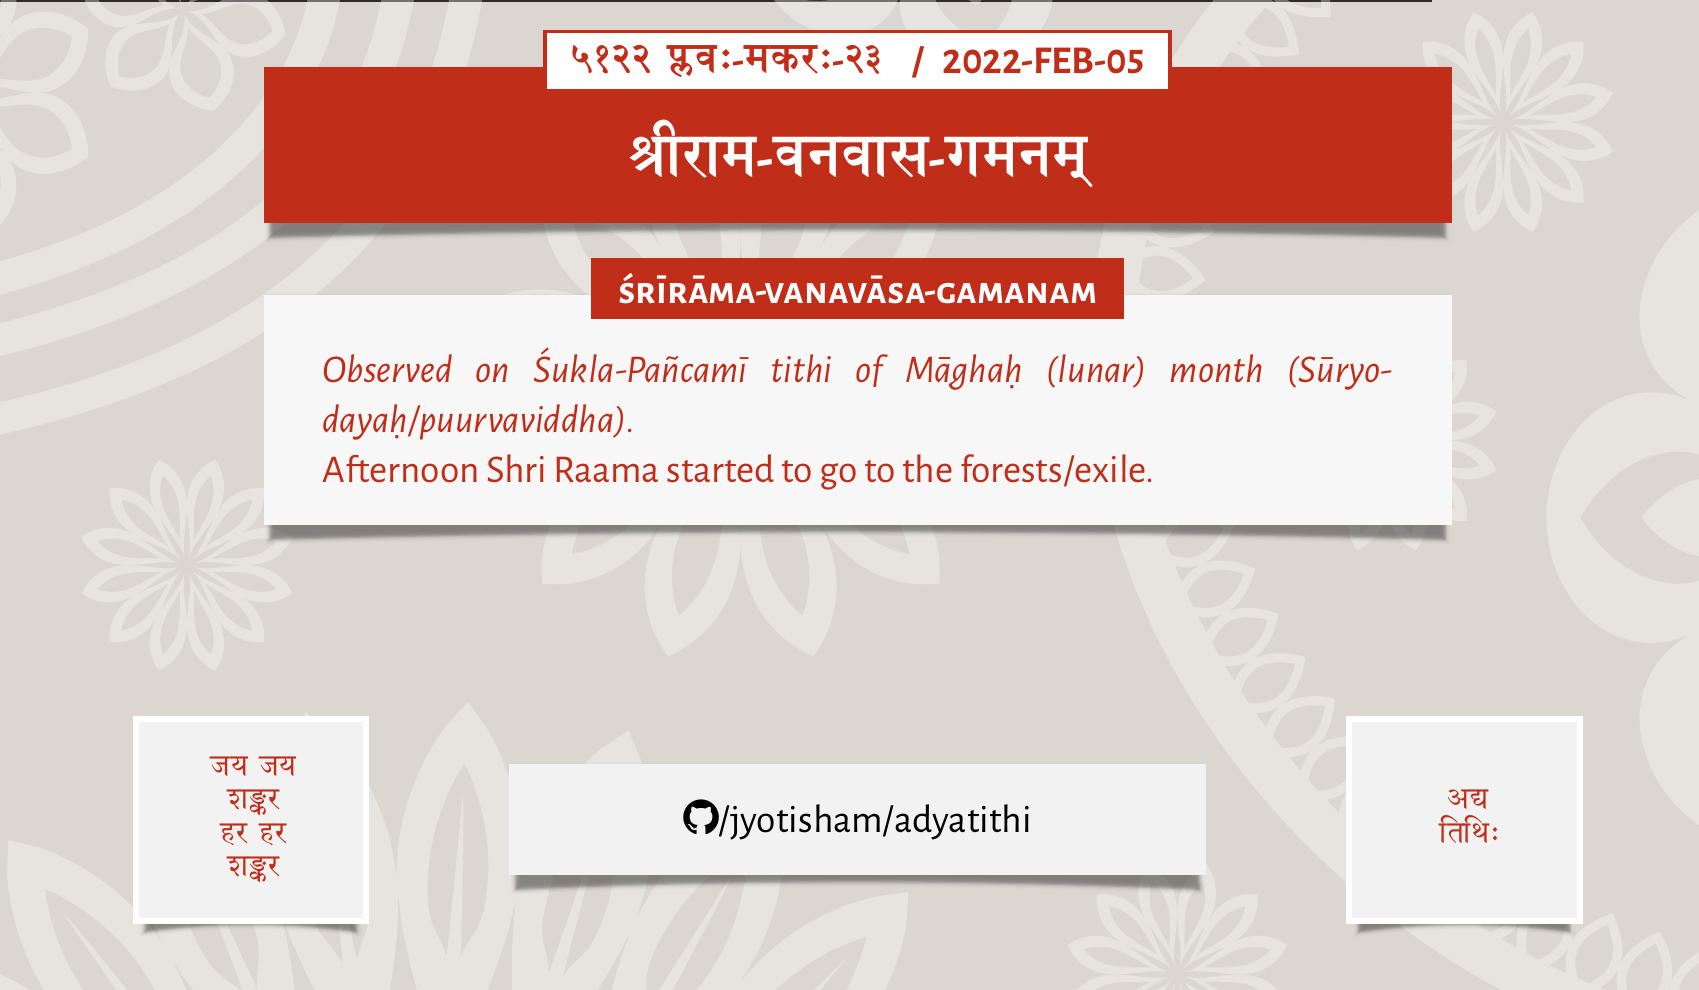 ५१२२ प्लवः-मकरः-२३ / 2022-FEB-05
श्रीराम-वनवास-गमनम्
ŚRĪRĀMA-VANAVĀSA-GAMANAM
Observed on Śukla-Pañcamī tithi of Māghaḥ (lunar) month (Sūryo-
dayaḥ/puurvaviddha).
Afternoon Shri Raama started to go to the forests/exile.
जय जय
शङ्कर
हर हर
शङ्कर
/jyotisham/adyatithi
अद्य
तिथिः